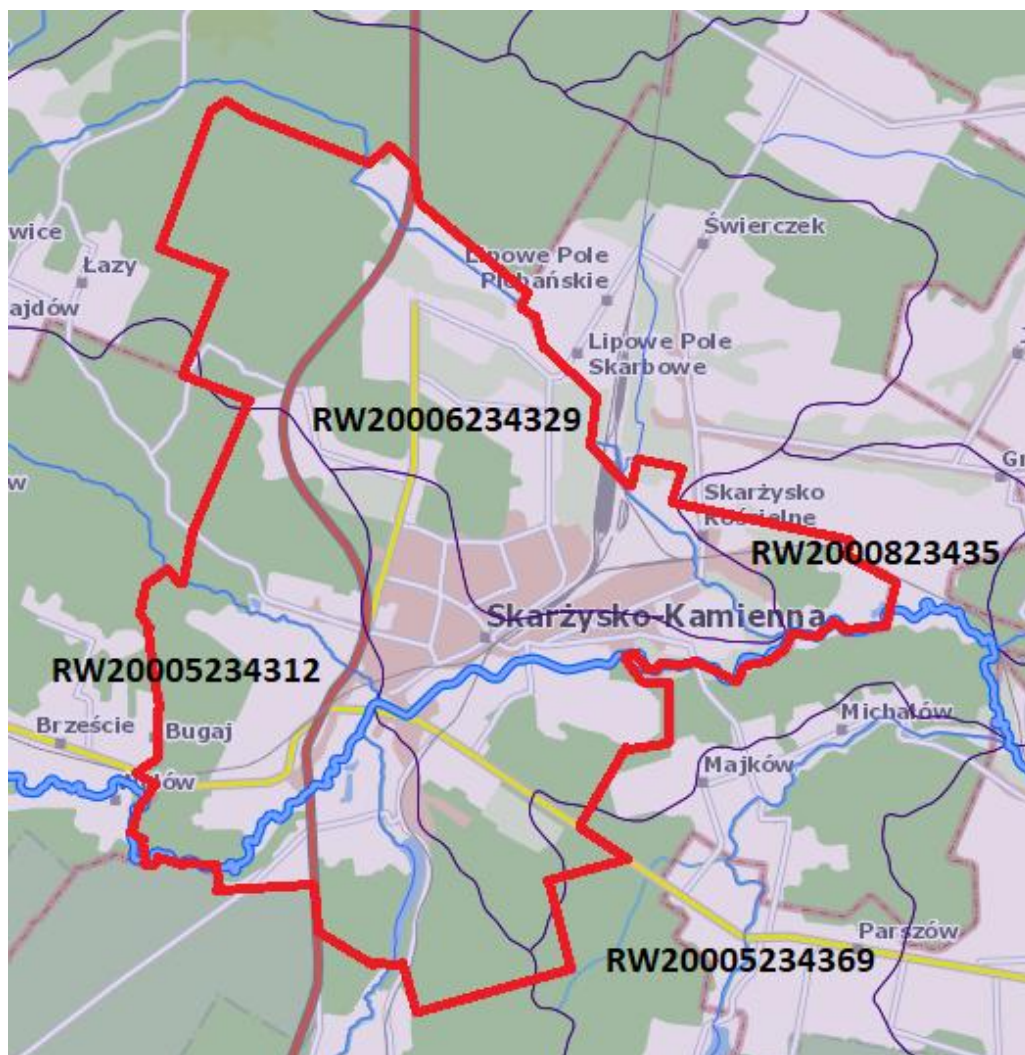 Świerczek
wice
Łazy
Lipowe Pole
Plebańskie
ajdów
Lipowe Pole
Skarbowe
RW20006234329
w
Gr
Skarżysko
Kościelne
RW2000823435
Skarżysko-Kamienna
RW20005234312
Michałów
Brzeście
Bugaj
Majków
Parszów
RW20005234369